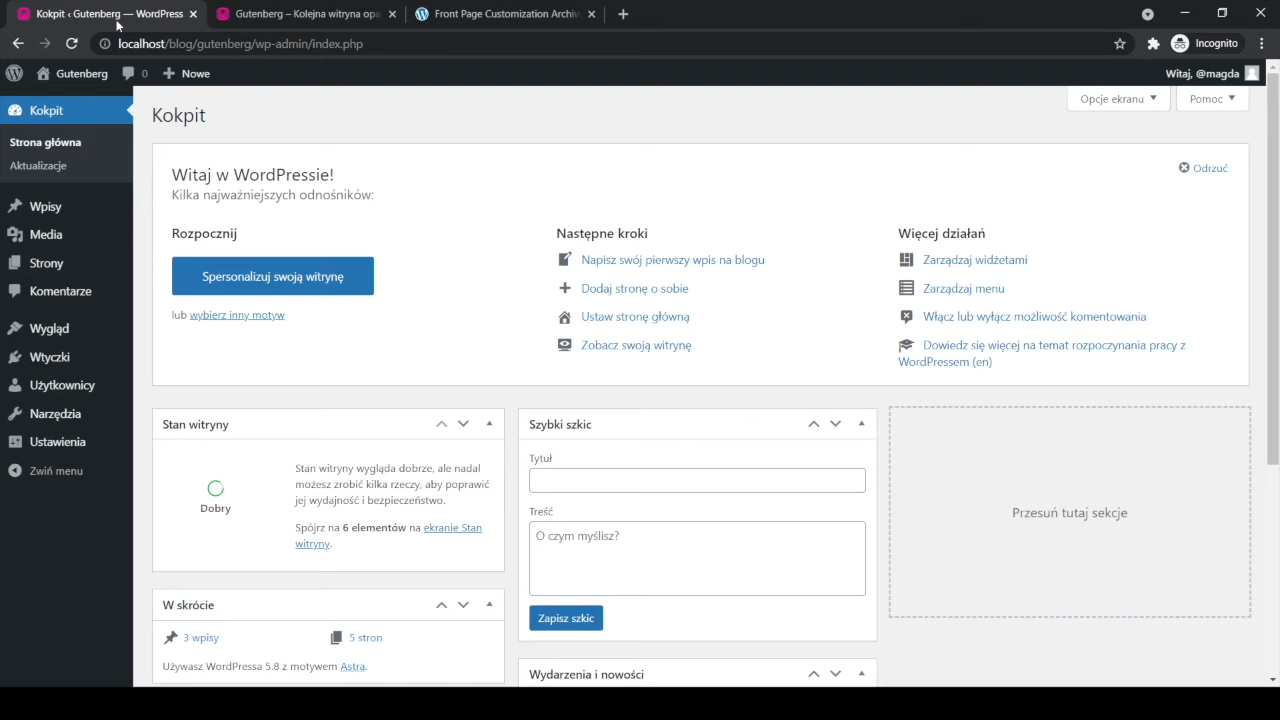 Kokpit ‹ Gutenberg — WordPress
Gutenberg – Kolejna witryna opa
Front Page Customization Archiv
localhost/blog/gutenberg/wp-admin/index.php
Incognito
Gutenberg
0
Nowe
Witaj, @magda
Kokpit
Strona główna
Aktualizacje
Wpisy
Media
Strony
Komentarze
Wygląd
Wtyczki
Użytkownicy
Narzędzia
Ustawienia
Zwiń menu
Kokpit
Opcje ekranu
Pomoc
Witaj w WordPressie!
Kilka najważniejszych odnośników:
Odrzuć
Rozpocznij
Spersonalizuj swoją witrynę
lub wybierz inny motyw
Następne kroki
Napisz swój pierwszy wpis na blogu
Dodaj stronę o sobie
Ustaw stronę główną
Zobacz swoją witrynę
Więcej działań
Zarządzaj widżetami
Zarządzaj menu
Włącz lub wyłącz możliwość komentowania
Dowiedz się więcej na temat rozpoczynania pracy z
WordPressem (en)
Stan witryny
Dobry
Stan witryny wygląda dobrze, ale nadal
możesz zrobić kilka rzeczy, aby poprawić
jej wydajność i bezpieczeństwo.
Spójrz na 6 elementów na ekranie Stan
witryny.
W skrócie
3 wpisy
5 stron
Używasz WordPressa 5.8 z motywem Astra.
Szybki szkic
Tytuł
Treść
O czym myślisz?
Zapisz szkic
Wydarzenia i nowości
Przesuń tutaj sekcje